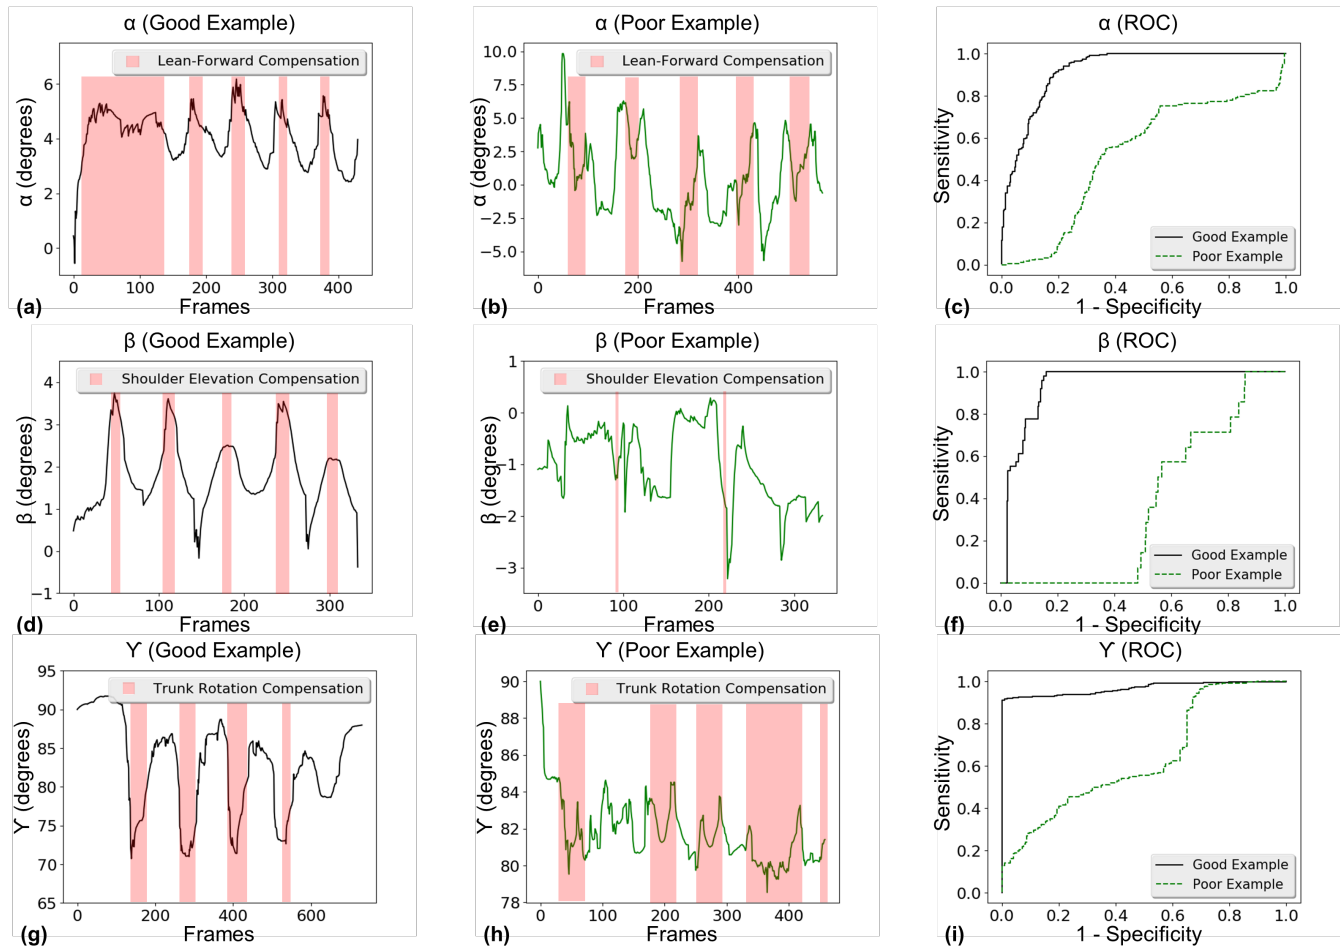 α (Good Example)
Lean-Forward Compensation
α (degrees)
6
4
2
0
0 100 200 300 400
Frames
(a)
α (Poor Example)
Lean-Forward Compensation
α (degrees)
10.0
7.5
5.0
2.5
0.0
−2.5
−5.0
0 200 400
Frames
(b)
α (ROC)
Sensitivity
1.0
0.8
0.6
0.4
0.2
0.0
Good Example
Poor Example
0.0 0.2 0.4 0.6 0.8 1.0
1 - Specificity
(c)
β (Good Example)
Shoulder Elevation Compensation
β (degrees)
4
3
2
1
0
−1
0 100 200 300
Frames
(d)
β (Poor Example)
Shoulder Elevation Compensation
β (degrees)
1
0
−1
−2
−3
0 100 200 300
Frames
(e)
β (ROC)
Sensitivity
1.0
0.8
0.6
0.4
0.2
0.0
Good Example
Poor Example
0.0 0.2 0.4 0.6 0.8 1.0
1 - Specificity
(f)
ϒ (Good Example)
Trunk Rotation Compensation
ϒ (degrees)
95
90
85
80
75
70
65
0 200 400 600
Frames
(g)
ϒ (Poor Example)
Trunk Rotation Compensation
ϒ (degrees)
90
88
86
84
82
80
78
0 100 200 300 400
Frames
(h)
ϒ (ROC)
Sensitivity
1.0
0.8
0.6
0.4
0.2
0.0
Good Example
Poor Example
0.0 0.2 0.4 0.6 0.8 1.0
1 - Specificity
(i)